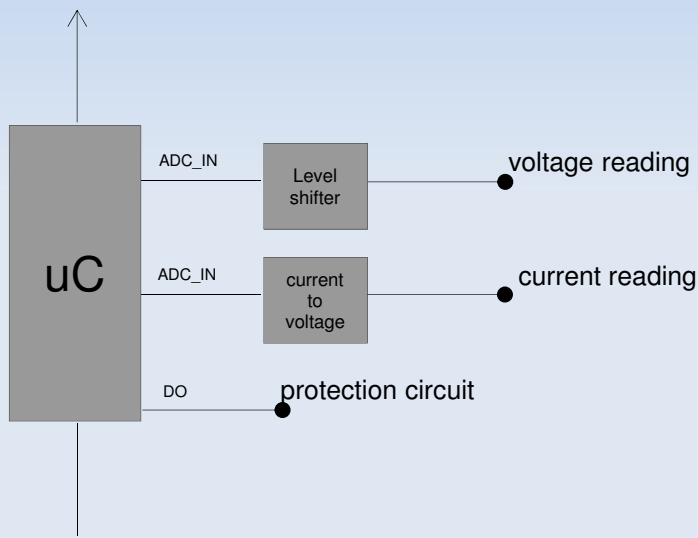 ADC_IN
Level
shifter
voltage reading
uC
ADC_IN
current
to
voltage
current reading
DO
protection circuit